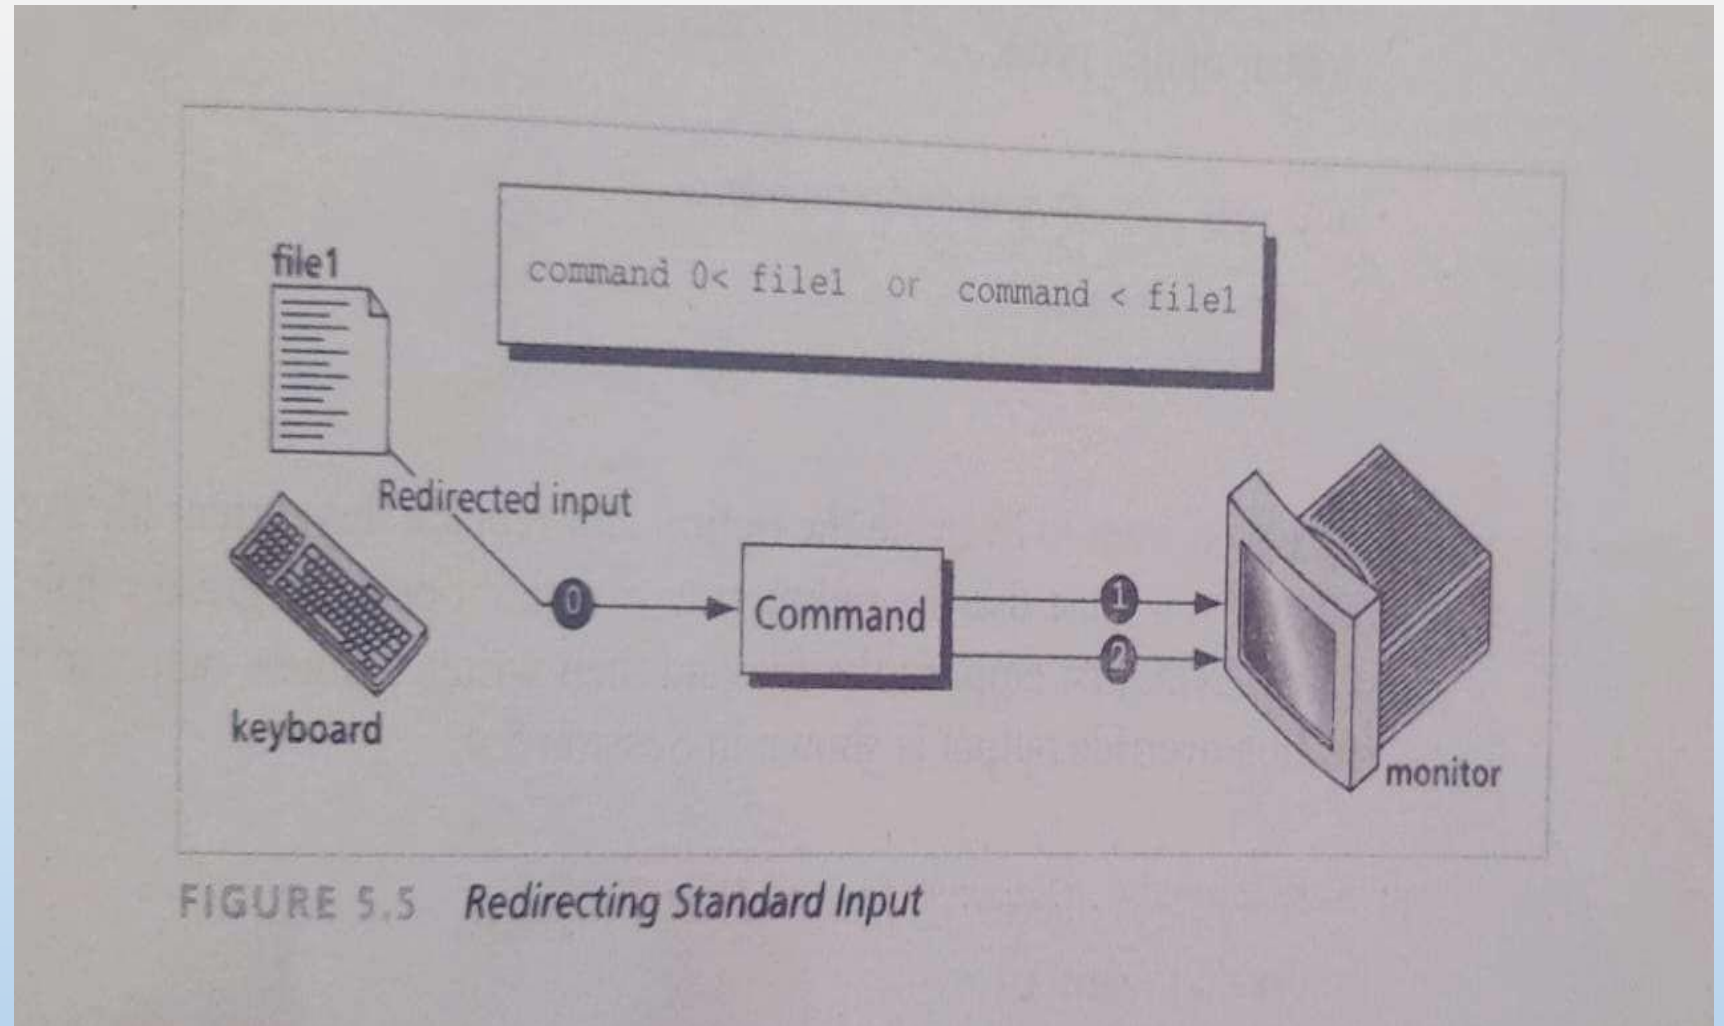 file1
command 0< file1 or command < file1
Redirected input
0
Command
1
2
keyboard
monitor
FIGURE 5.5 Redirecting Standard Input